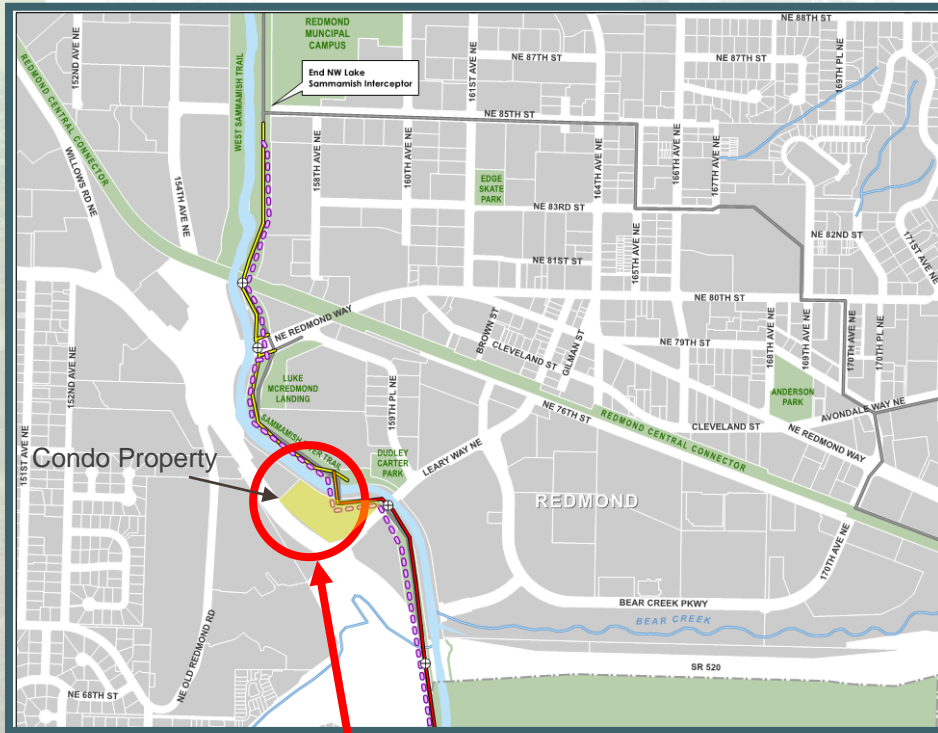 REDMOND
MUNCIPAL
CAMPUS
NE 88TH ST
NE 87TH ST
NE 87TH ST
169TH PL NE
161ST AVE NE
152ND AVE NE
REDMOND CENTRAL CONNECTOR
WEST SAMMAMISH TRAIL
End NW Lake
Sammamish Interceptor
NE 85TH ST
WILLOWS RD NE
154TH AVE NE
158TH AVE NE
160TH AVE NE
164TH AVE NE
166TH AVE NE
167TH AVE NE
EDGE
SKATE
PARK
NE 83RD ST
NE 82ND ST
171ST AVE NE
165TH AVE NE
NE 81ST ST
NE 80TH ST
NE REDMOND WAY
BROWN ST
CLEVELAND ST
GILMAN ST
NE 79TH ST
168TH AVE NE
169TH AVE NE
170TH AVE NE
170TH PL NE
LUKE
MCREDMOND
LANDING
159TH PL NE
NE 76TH ST
REDMOND CENTRAL CONNECTOR
CLEVELAND ST
ANDERSON
PARK
AVONDALE WAY NE
NE REDMOND WAY
152ND AVE NE
151ST AVE NE
Condo Property
SAMMAMISH RIVER TRAIL
DUDLEY
CARTER
PARK
LEARY WAY NE
REDMOND
170TH AVE NE
BEAR CREEK PKWY
BEAR CREEK
SR 520
NE OLD REDMOND RD
NE 68TH ST